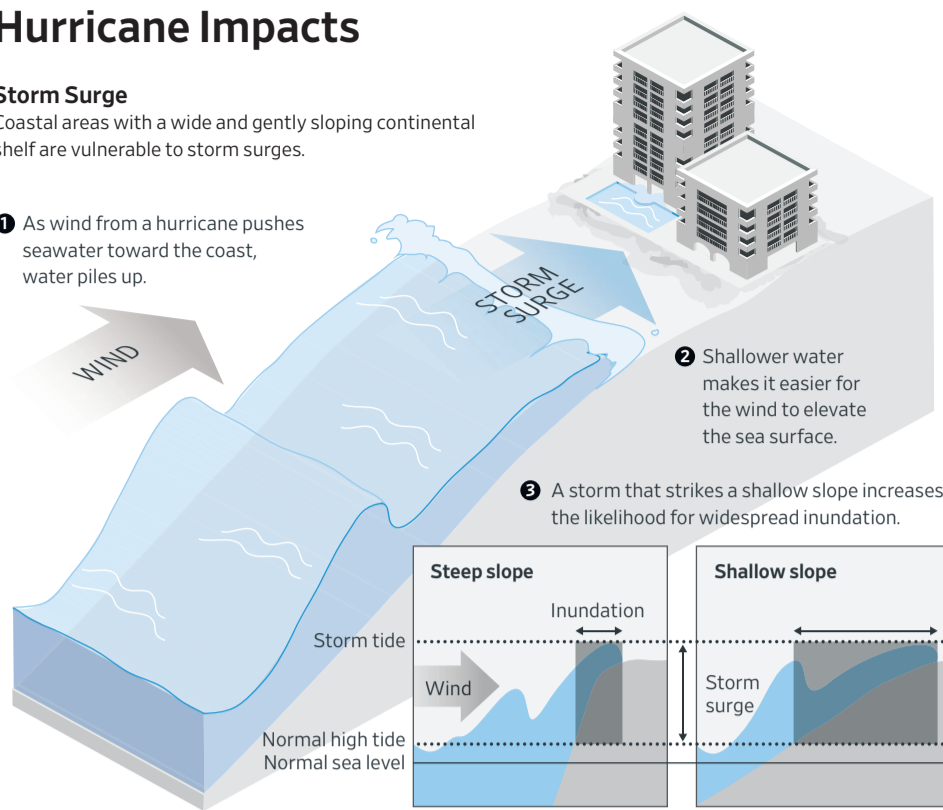 Hurricane Impacts
Storm Surge
Coastal areas with a wide and gently sloping continental
shelf are vulnerable to storm surges.
1 As wind from a hurricane pushes
seawater toward the coast,
water piles up.
WIND
STORM
SURGE
2 Shallower water
makes it easier for
the wind to elevate
the sea surface.
3 A storm that strikes a shallow slope increases
the likelihood for widespread inundation.
Steep slope
Shallow slope
Inundation
Storm tide
Wind
Storm
surge
Normal high tide
Normal sea level